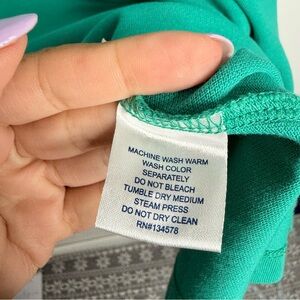 MACHINE WASH WARM
WASH COLOR
SEPARATELY
DO NOT BLEACH
TUMBLE DRY MEDIUM
STEAM PRESS
DO NOT DRY CLEAN
RN#134578